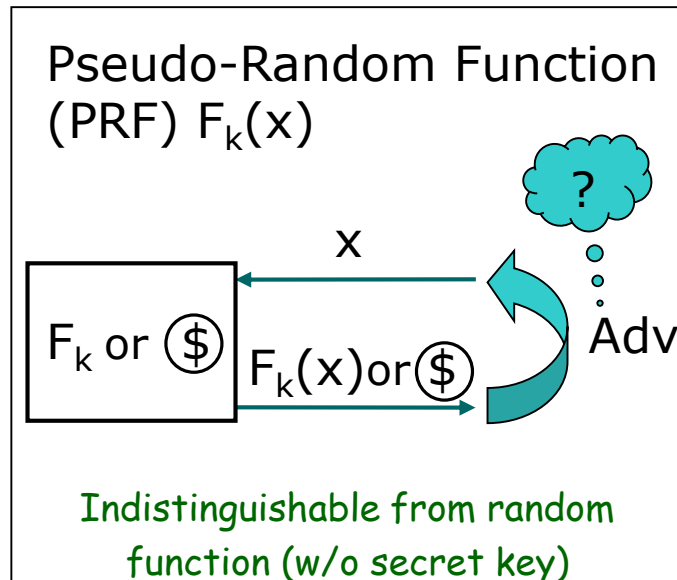 Pseudo-Random Function
(PRF) Fₖ(x)
?
x
Fₖ or $
Fₖ(x) or $
Adv
Indistinguishable from random
function (w/o secret key)